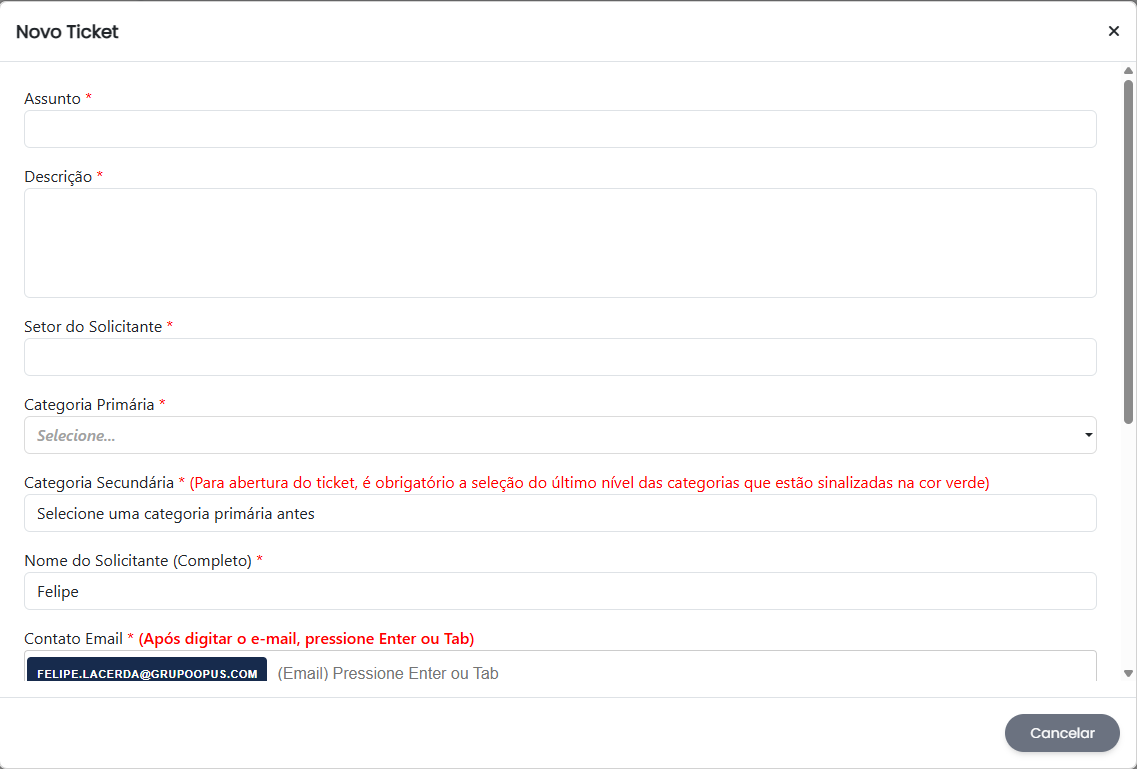 Novo Ticket
×
Assunto *
Descrição *
Setor do Solicitante *
Categoria Primária *
Selecione...
Categoria Secundária * (Para abertura do ticket, é obrigatório a seleção do último nível das categorias que estão sinalizadas na cor verde)
Selecione uma categoria primária antes
Nome do Solicitante (Completo) *
Felipe
Contato Email * (Após digitar o e-mail, pressione Enter ou Tab)
FELIPE.LACERDA@GRUPOOPUS.COM (Email) Pressione Enter ou Tab
Cancelar